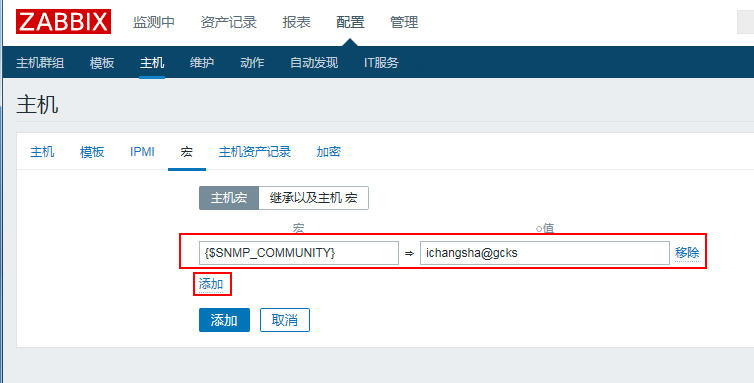 ZABBIX 监测中 资产记录 报表 配置 管理
主机群组 模板 主机 维护 动作 自动发现 IT服务
主机
主机 模板 IPMI 宏 主机资产记录 加密
主机宏 继承以及主机 宏
宏 ○值
{$SNMP_COMMUNITY} ⇒ ichangsha@gcks 移除
添加
添加 取消